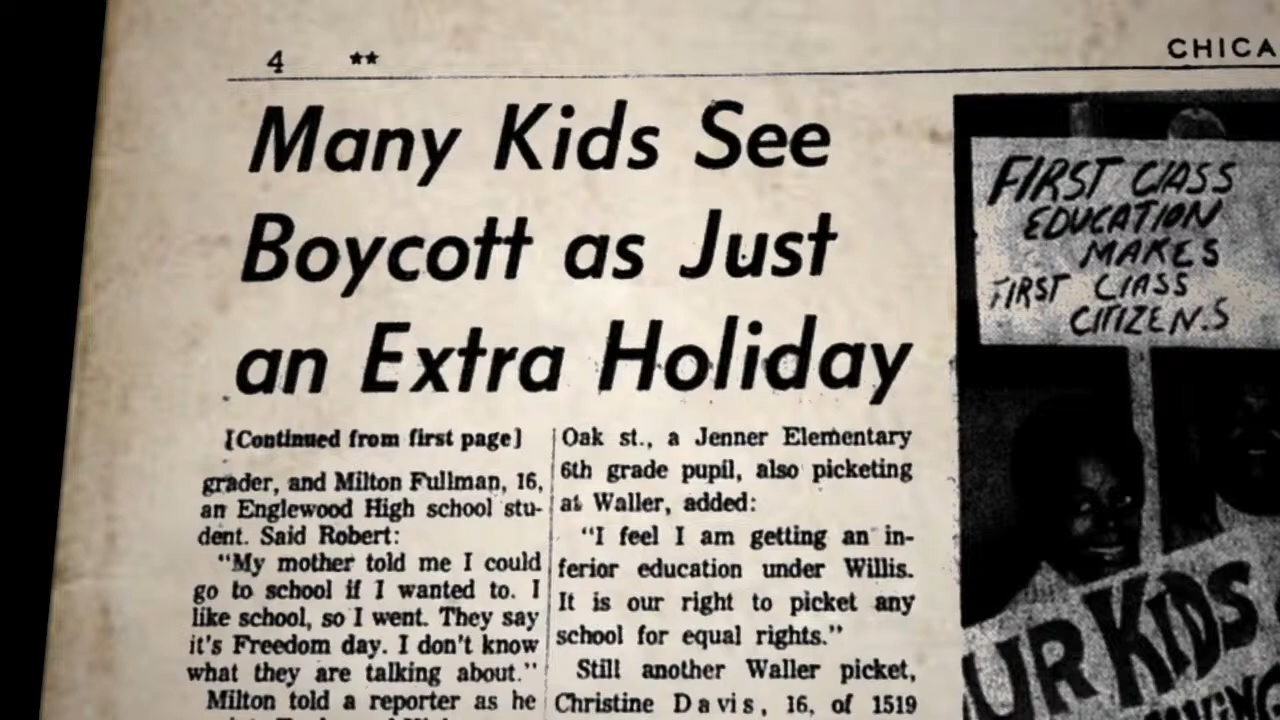 4 **
CHICA
Many Kids See
Boycott as Just
an Extra Holiday
[Continued from first page]
grader, and Milton Fullman, 16,
an Englewood High school stu-
dent. Said Robert:
"My mother told me I could
go to school if I wanted to. I
like school, so I went. They say
it's Freedom day. I don't know
what they are talking about."
Milton told a reporter as he
Oak st., a Jenner Elementary
6th grade pupil, also picketing
at Waller, added:
"I feel I am getting an in-
ferior education under Willis.
It is our right to picket any
school for equal rights."
Still another Waller picket,
Christine Davis, 16, of 1519
FIRST CLASS
EDUCATION
MAKES
FIRST CLASS
CITIZENS
UR KIDS